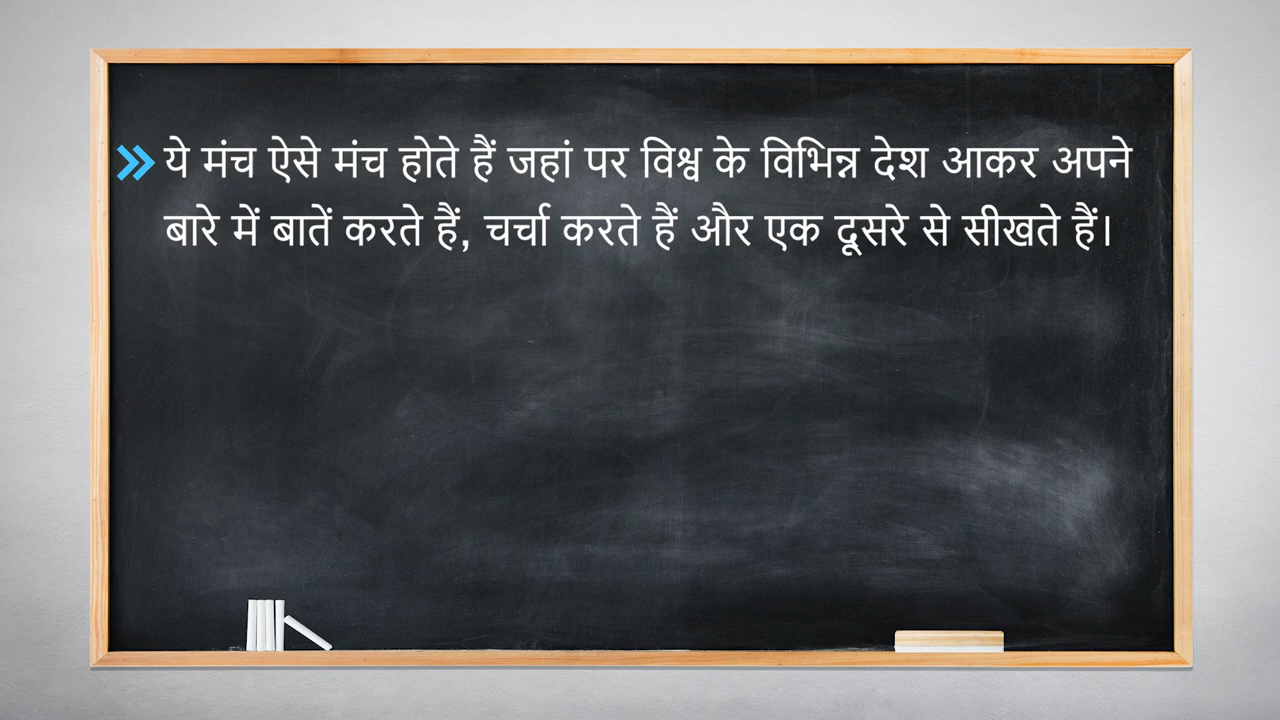 ये मंच ऐसे मंच होते हैं जहां पर विश्व के विभिन्न देश आकर अपने
बारे में बातें करते हैं, चर्चा करते हैं और एक दूसरे से सीखते हैं।